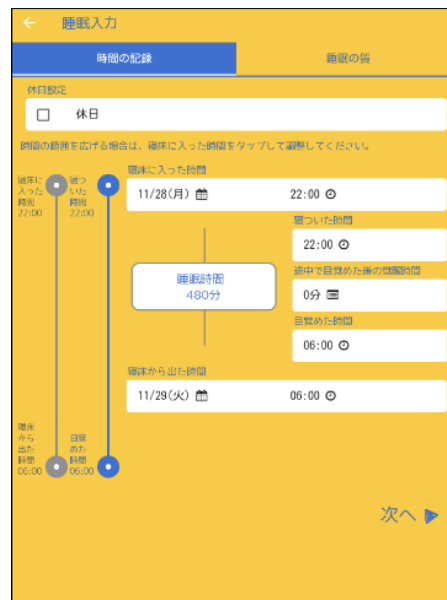 睡眠入力
時間の記録
睡眠の質
休日設定
休日
時間の範囲を広げる場合は、寝床に入った時間をタップして調整してください。
寝床に
入った
時間
22:00
寝つ
いた
時間
22:00
寝床に入った時間
11/28(月)
22:00
寝ついた時間
22:00
睡眠時間
480分
途中で目覚めた後の覚醒時間
0分
目覚めた時間
06:00
寝床から出た時間
11/29(火)
06:00
寝床
から
出た
時間
06:00
目覚
めた
時間
06:00
次へ